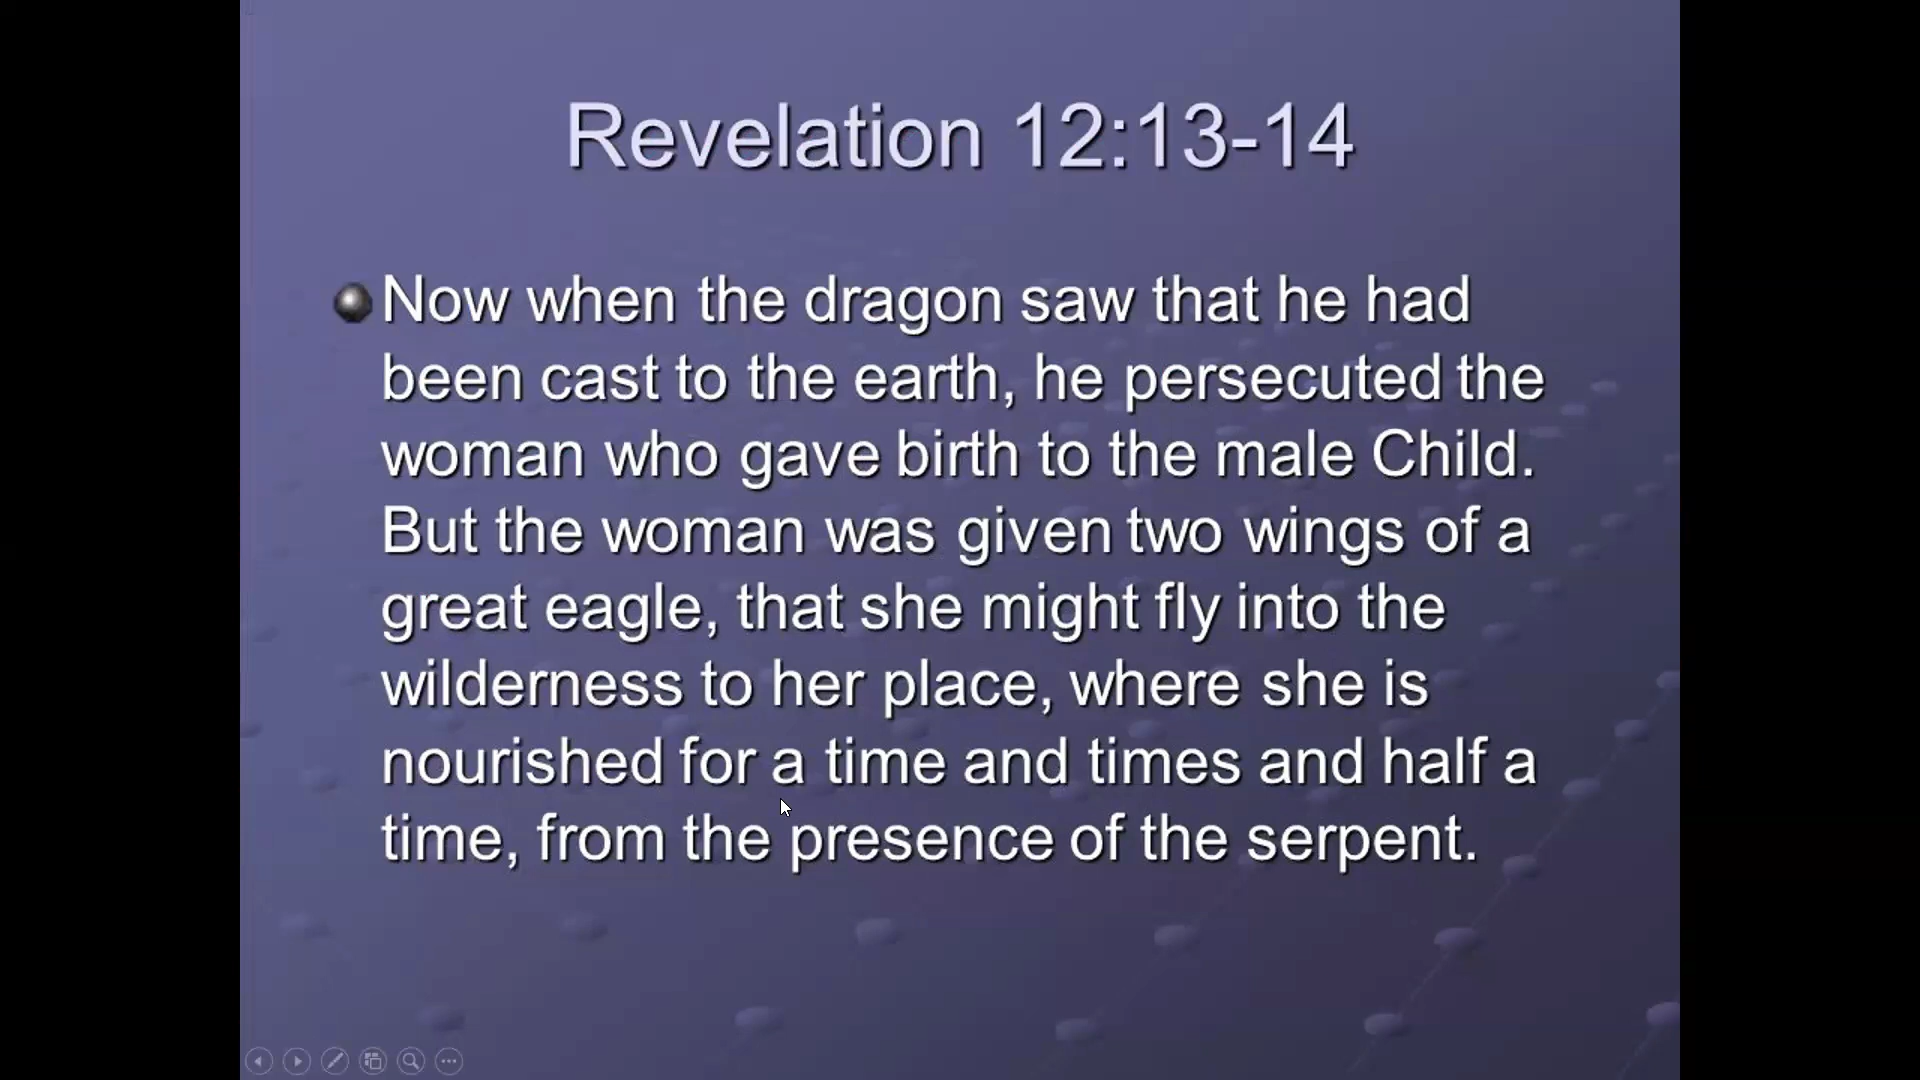 Revelation 12:13-14
Now when the dragon saw that he had
been cast to the earth, he persecuted the
woman who gave birth to the male Child.
But the woman was given two wings of a
great eagle, that she might fly into the
wilderness to her place, where she is
nourished for a time and times and half a
time, from the presence of the serpent.